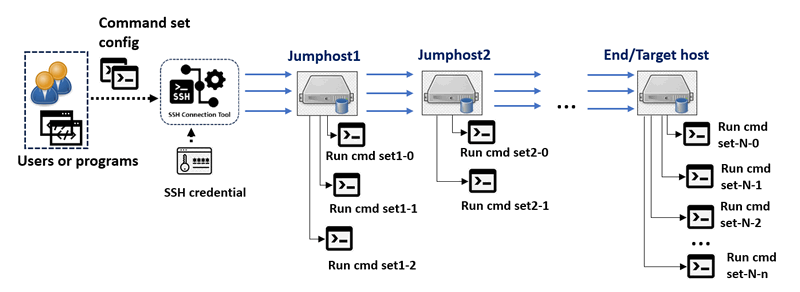 Command set
config
Users or programs
SSH
SSH Connection Tool
SSH credential
Jumphost1
Run cmd set1-0
Run cmd set1-1
Run cmd set1-2
Jumphost2
Run cmd set2-0
Run cmd set2-1
...
End/Target host
Run cmd
set-N-0
Run cmd
set-N-1
Run cmd
set-N-2
...
Run cmd
set-N-n